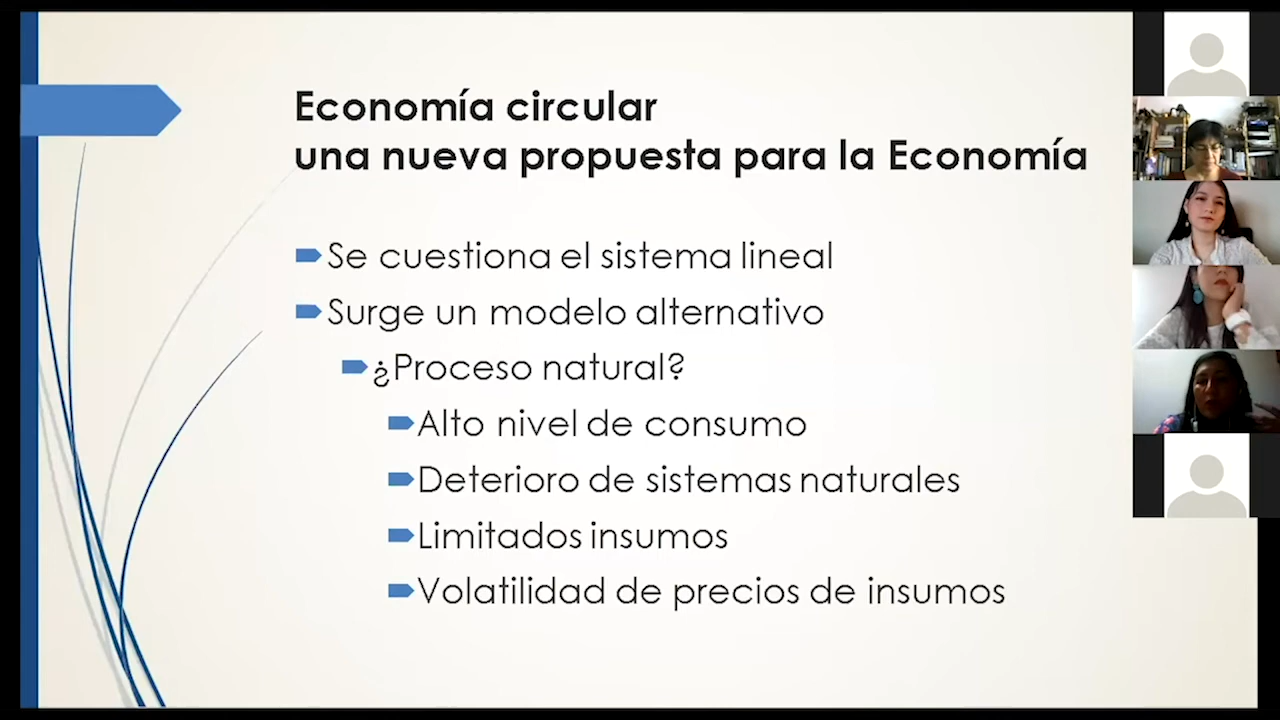 Economía circular
una nueva propuesta para la Economía
Se cuestiona el sistema lineal
Surge un modelo alternativo
¿Proceso natural?
Alto nivel de consumo
Deterioro de sistemas naturales
Limitados insumos
Volatilidad de precios de insumos